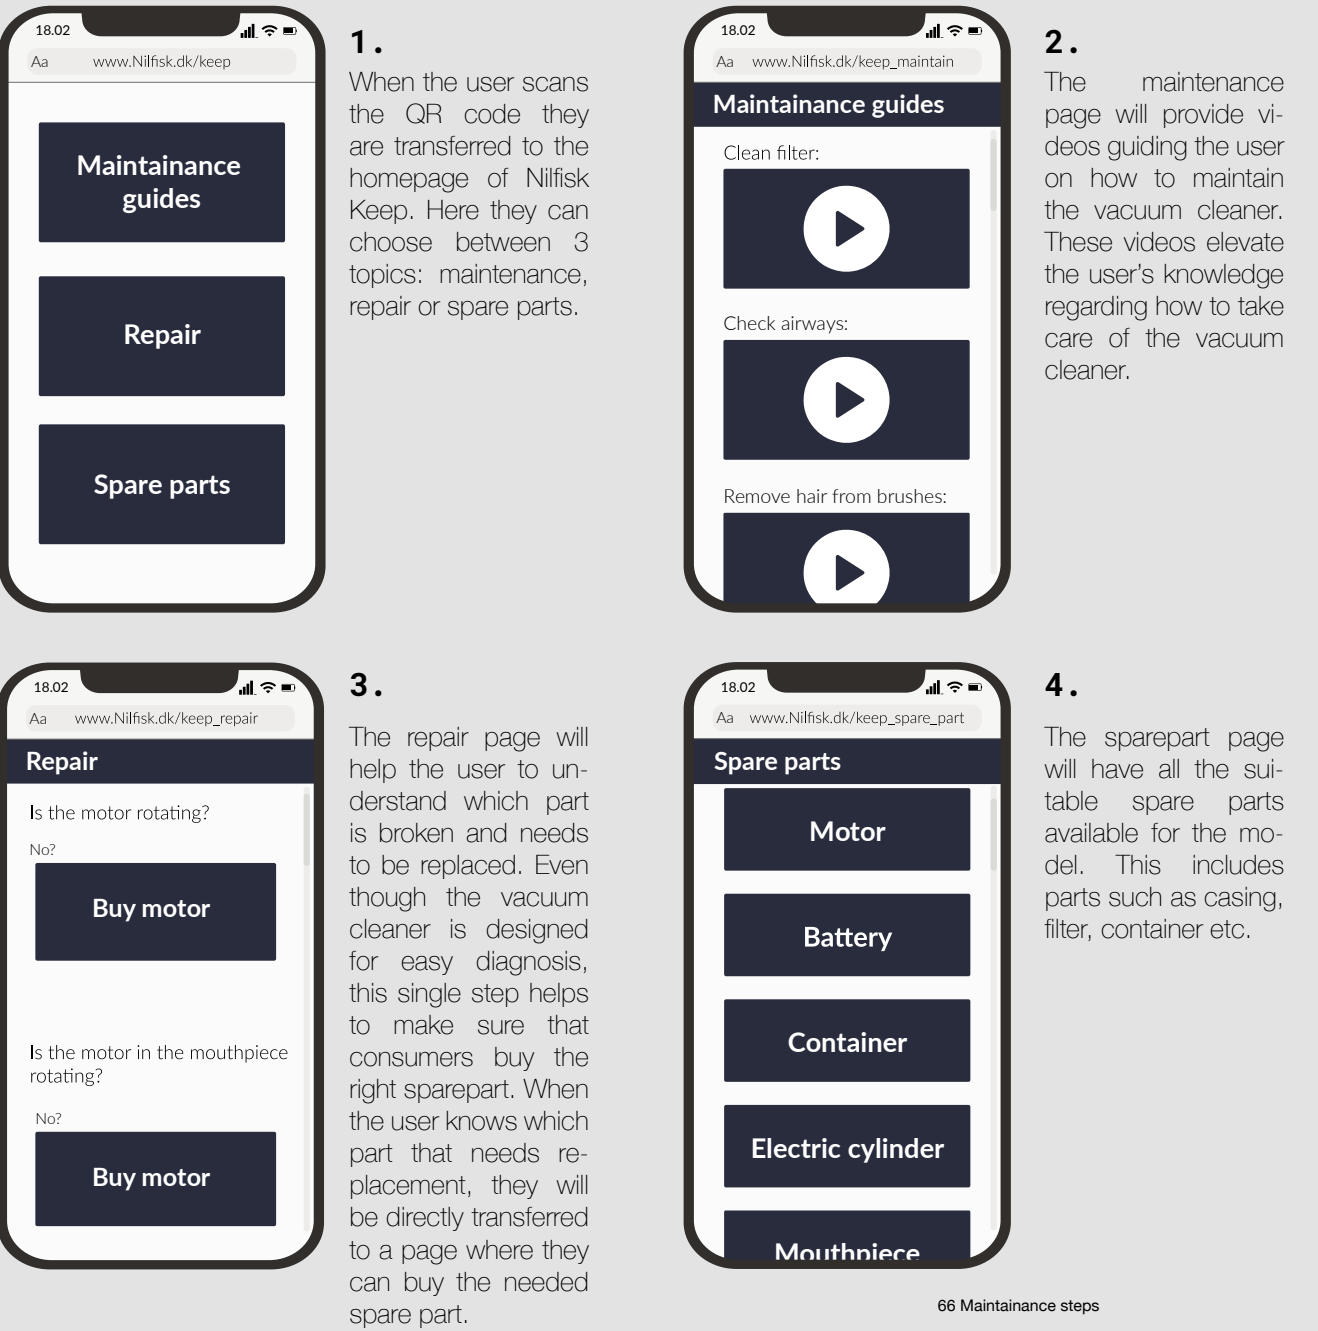 18.02
Aa www.Nilfisk.dk/keep
Maintainance
guides
Repair
Spare parts
1.
When the user scans
the QR code they
are transferred to the
homepage of Nilfisk
Keep. Here they can
choose between 3
topics: maintenance,
repair or spare parts.
18.02
Aa www.Nilfisk.dk/keep_maintain
Maintainance guides
Clean filter:
Check airways:
Remove hair from brushes:
2.
The maintenance
page will provide vi-
deos guiding the user
on how to maintain
the vacuum cleaner.
These videos elevate
the user's knowledge
regarding how to take
care of the vacuum
cleaner.
18.02
Aa www.Nilfisk.dk/keep_repair
Repair
Is the motor rotating?
No?
Buy motor
Is the motor in the mouthpiece
rotating?
No?
Buy motor
3.
The repair page will
help the user to un-
derstand which part
is broken and needs
to be replaced. Even
though the vacuum
cleaner is designed
for easy diagnosis,
this single step helps
to make sure that
consumers buy the
right sparepart. When
the user knows which
part that needs re-
placement, they will
be directly transferred
to a page where they
can buy the needed
spare part.
18.02
Aa www.Nilfisk.dk/keep_spare_part
Spare parts
Motor
Battery
Container
Electric cylinder
Mouthpiece
4.
The sparepart page
will have all the sui-
table spare parts
available for the mo-
del. This includes
parts such as casing,
filter, container etc.
66 Maintainance steps